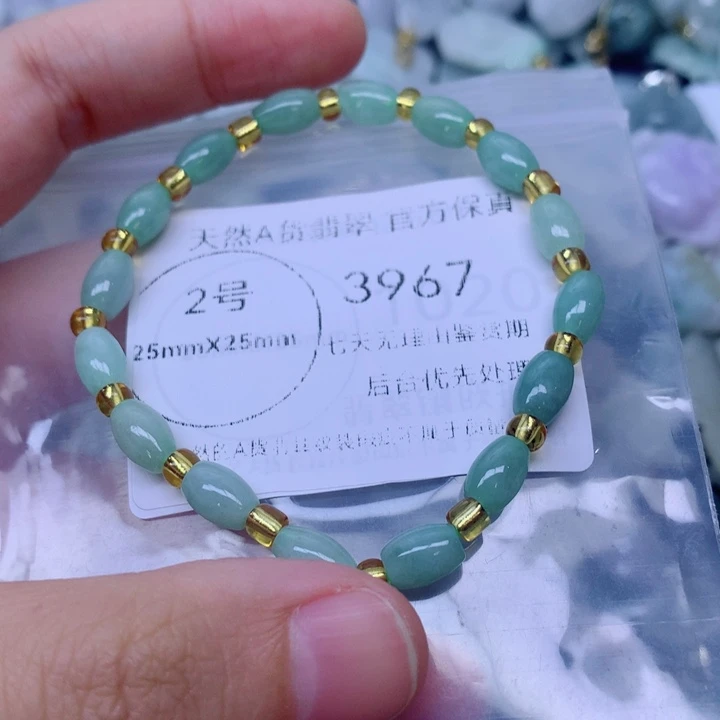 天然A货翡翠 官方保真
2号
3967
25mmX25mm
七天无理由鉴赏期
后台优先处理